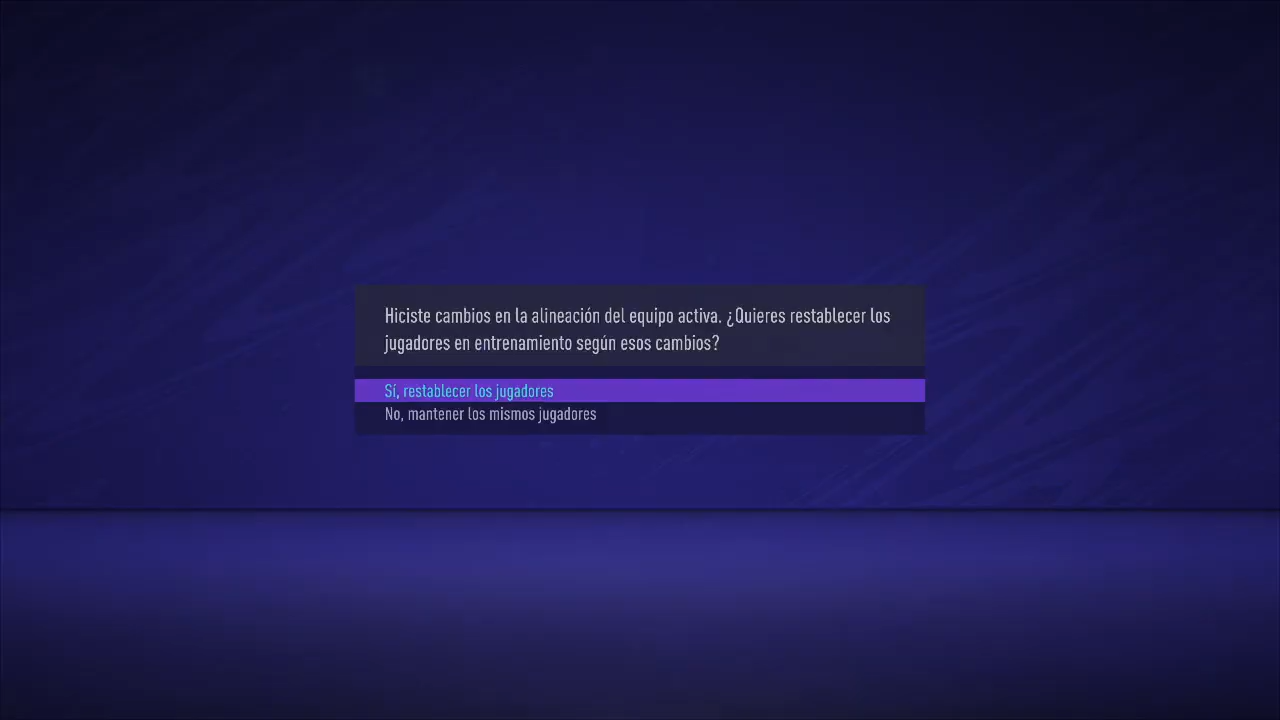 Hiciste cambios en la alineación del equipo activa. ¿Quieres restablecer los
jugadores en entrenamiento según esos cambios?
Sí, restablecer los jugadores
No, mantener los mismos jugadores